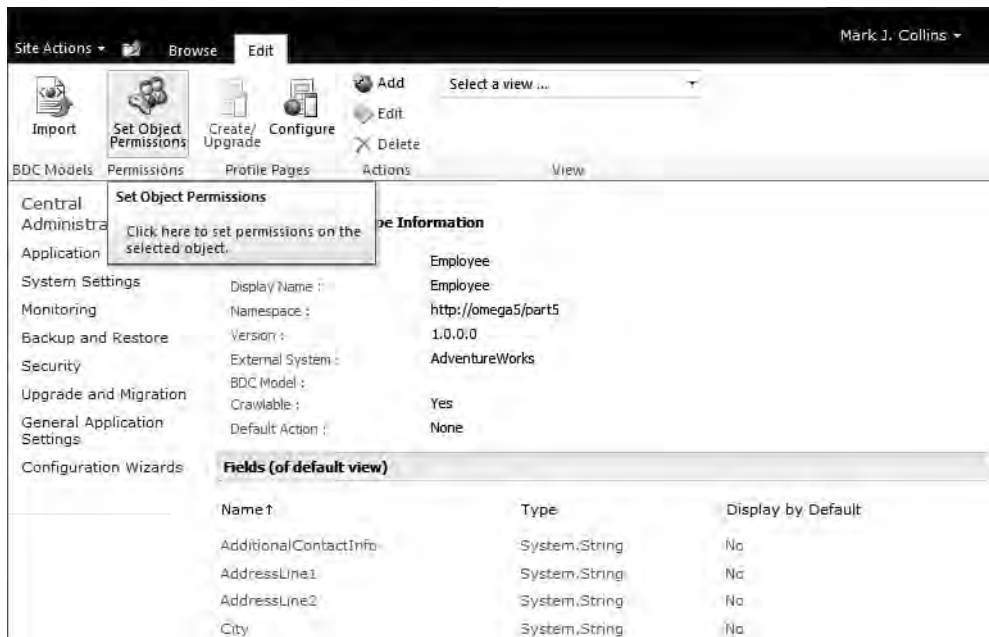 Mark J. Collins
Site Actions Browse Edit
Import
Set Object
Permissions
Create/
Upgrade
Configure
Add
Edit
Delete
Select a view ...
BDC Models Permissions Profile Pages Actions View
Set Object Permissions
Click here to set permissions on the
selected object.
Central
Administra
Application
System Settings
Monitoring
Backup and Restore
Security
Upgrade and Migration
General Application
Settings
Configuration Wizards
pe Information
Employee
Display Name : Employee
Namespace : http://omega5/part5
Version : 1.0.0.0
External System : AdventureWorks
BDC Model :
Crawlable : Yes
Default Action : None
Fields (of default view)
Name↑ Type Display by Default
AdditionalContactInfo System.String No
AddressLine1 System.String No
AddressLine2 System.String No
City System.String No